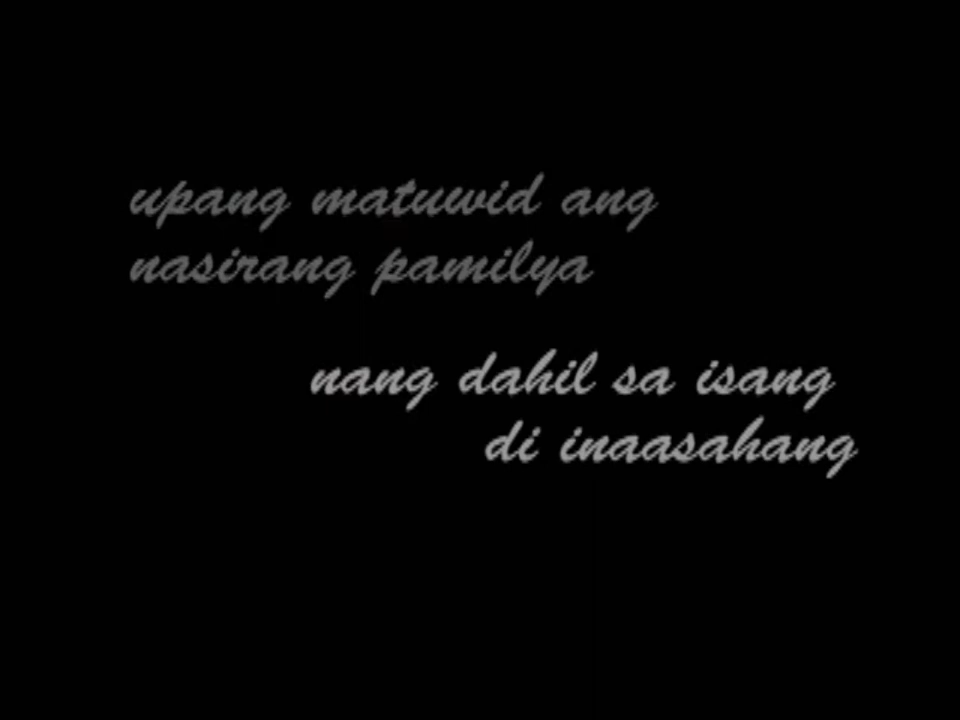 upang matuwid ang
nasirang pamilya
nang dahil sa isang
di inaasahang